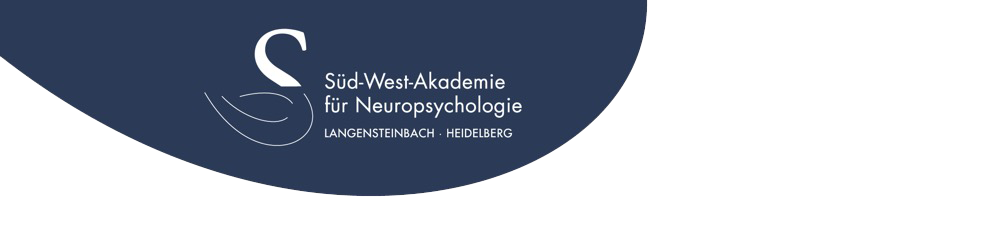 Süd-West-Akademie
für Neuropsychologie
LANGENSTEINBACH · HEIDELBERG